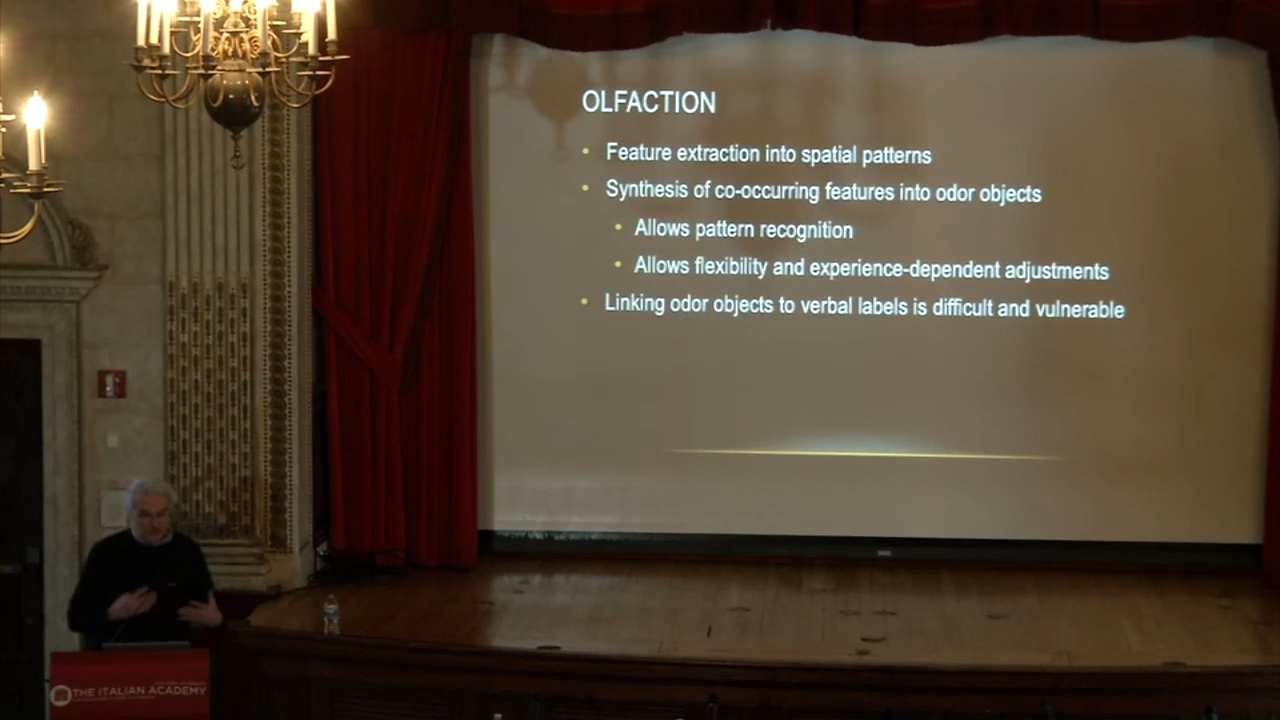 OLFACTION
• Feature extraction into spatial patterns
• Synthesis of co-occurring features into odor objects
• Allows pattern recognition
• Allows flexibility and experience-dependent adjustments
• Linking odor objects to verbal labels is difficult and vulnerable
THE ITALIAN ACADEMY